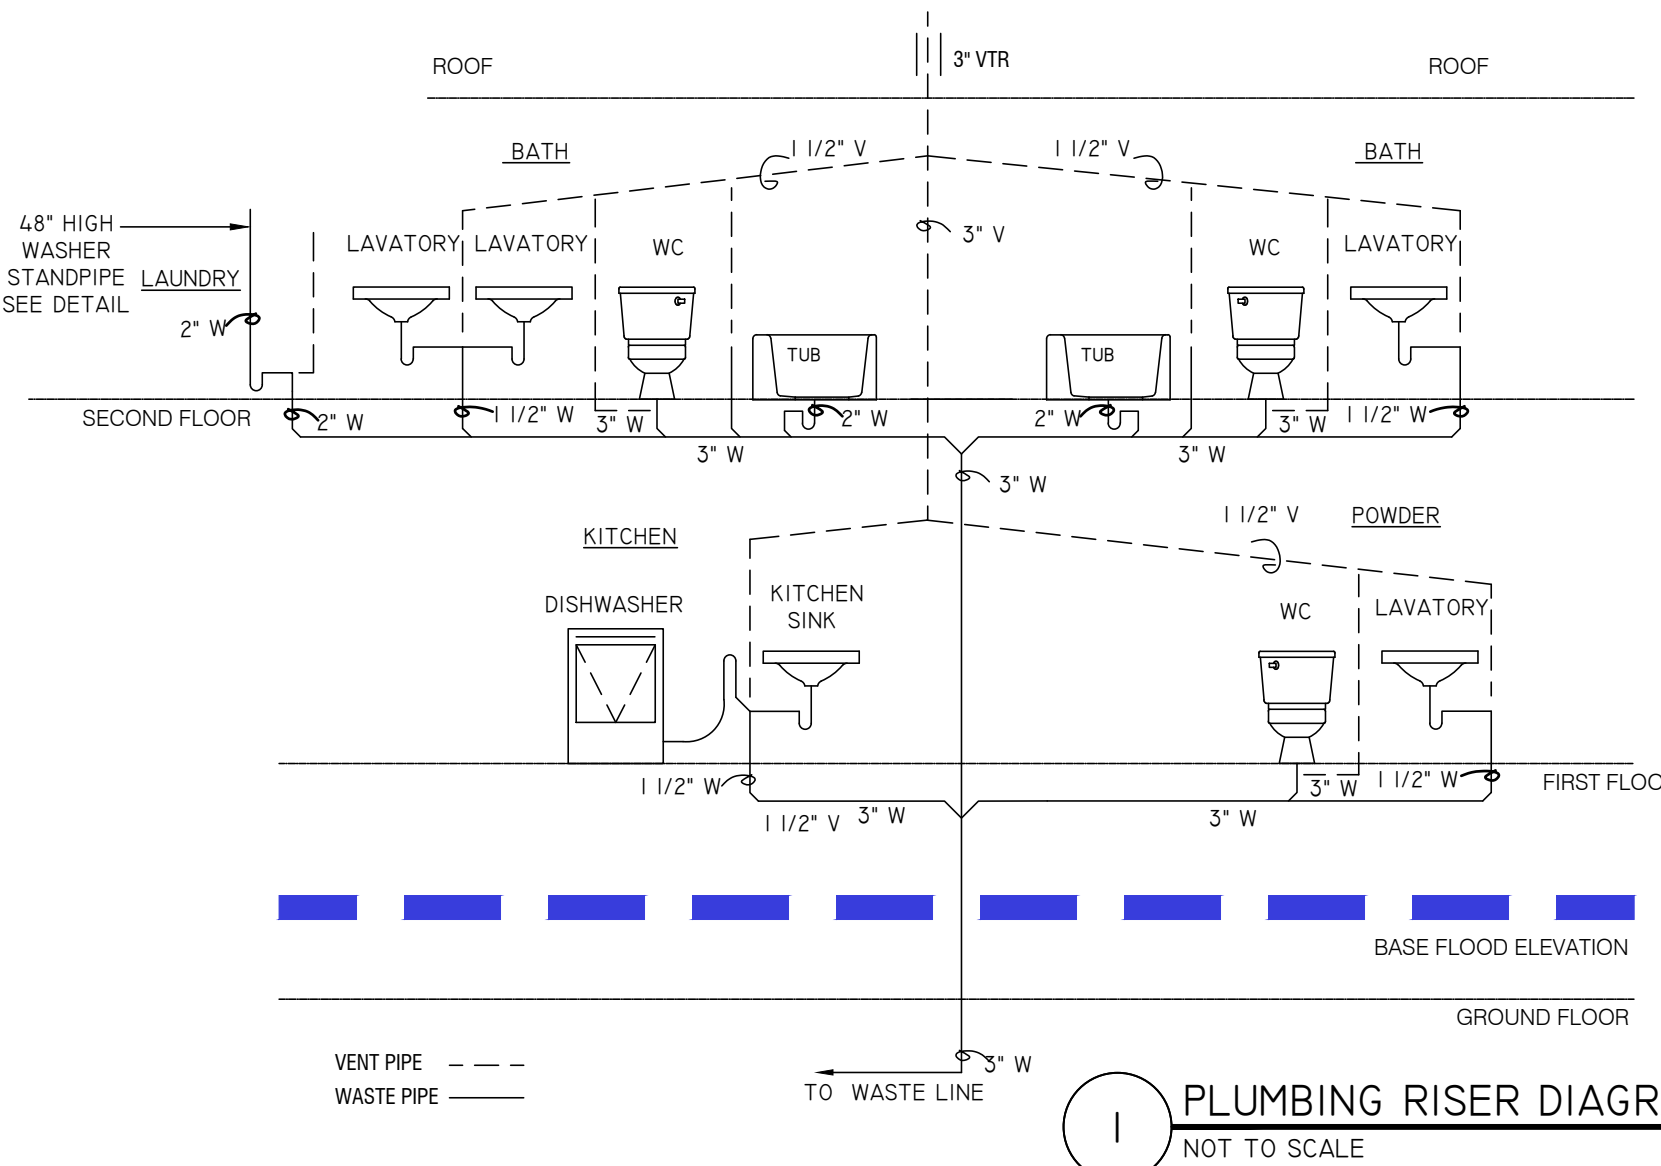 3" VTR
ROOF
ROOF
BATH
1 1/2" V
1 1/2" V
BATH
48" HIGH
WASHER
STANDPIPE
SEE DETAIL
LAUNDRY
LAVATORY
LAVATORY
WC
3" V
WC
LAVATORY
2" W
TUB
TUB
SECOND FLOOR
2" W
1 1/2" W
3" W
2" W
2" W
3" W
1 1/2" W
3" W
3" W
3" W
1 1/2" V
POWDER
KITCHEN
DISHWASHER
KITCHEN
SINK
WC
LAVATORY
1 1/2" W
3" W
1 1/2" W
FIRST FLOO
1 1/2" V
3" W
3" W
BASE FLOOD ELEVATION
GROUND FLOOR
VENT PIPE
WASTE PIPE
3" W
TO WASTE LINE
1
PLUMBING RISER DIAGR
NOT TO SCALE